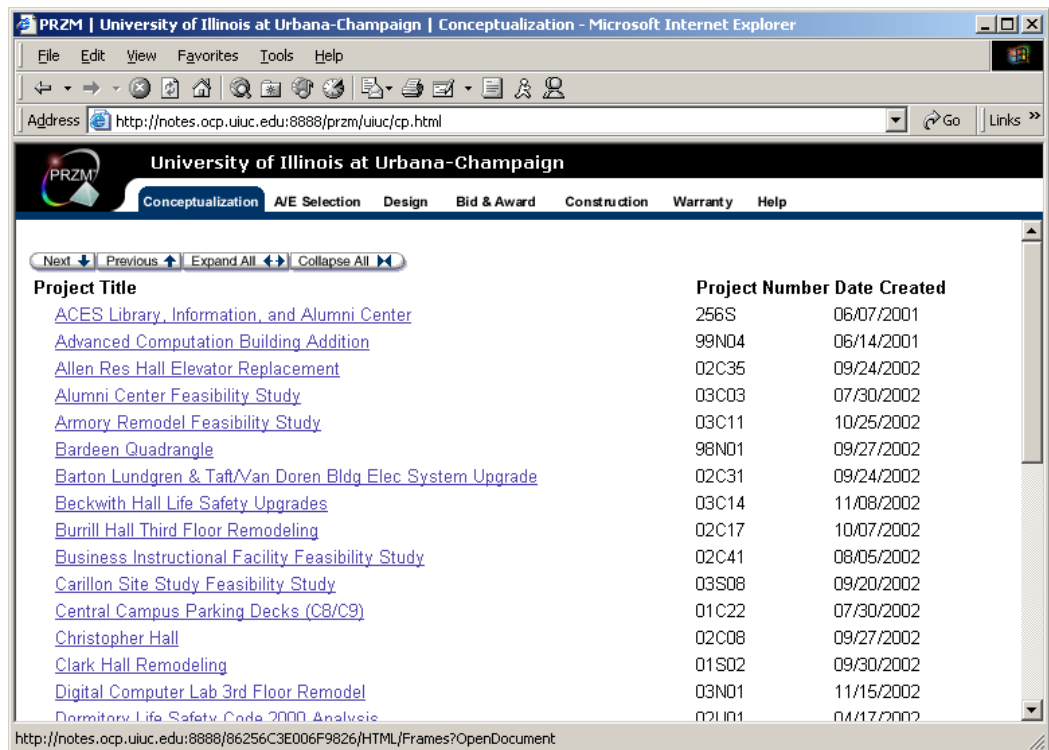 PRZM | University of Illinois at Urbana-Champaign | Conceptualization - Microsoft Internet Explorer
File Edit View Favorites Tools Help
Address http://notes.ocp.uiuc.edu:8888/przm/uiuc/cp.html Go Links »
PRZM University of Illinois at Urbana-Champaign
Conceptualization A/E Selection Design Bid & Award Construction Warranty Help
Next Previous Expand All Collapse All
Project Title Project Number Date Created
ACES Library, Information, and Alumni Center 256S 06/07/2001
Advanced Computation Building Addition 99N04 06/14/2001
Allen Res Hall Elevator Replacement 02C35 09/24/2002
Alumni Center Feasibility Study 03C03 07/30/2002
Armory Remodel Feasibility Study 03C11 10/25/2002
Bardeen Quadrangle 98N01 09/27/2002
Barton Lundgren & Taft/Van Doren Bldg Elec System Upgrade 02C31 09/24/2002
Beckwith Hall Life Safety Upgrades 03C14 11/08/2002
Burrill Hall Third Floor Remodeling 02C17 10/07/2002
Business Instructional Facility Feasibility Study 02C41 08/05/2002
Carillon Site Study Feasibility Study 03S08 09/20/2002
Central Campus Parking Decks (C8/C9) 01C22 07/30/2002
Christopher Hall 02C08 09/27/2002
Clark Hall Remodeling 01S02 09/30/2002
Digital Computer Lab 3rd Floor Remodel 03N01 11/15/2002
Dormitory Life Safety Code 2000 Analysis 02U01 04/17/2002
http://notes.ocp.uiuc.edu:8888/86256C3E006F9826/HTML/Frames?OpenDocument